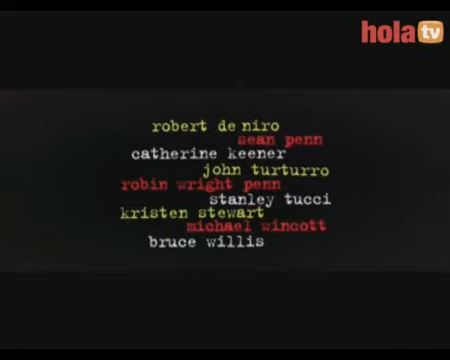 hola tv
robert de niro
sean penn
catherine keener
john turturro
robin wright penn
stanley tucci
kristen stewart
michael wincott
bruce willis